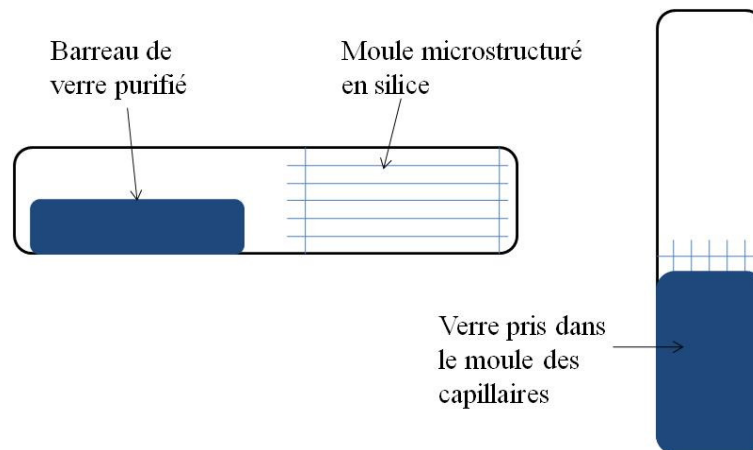 Barreau de
verre purifié
Moule microstructuré
en silice
Verre pris dans
le moule des
capillaires